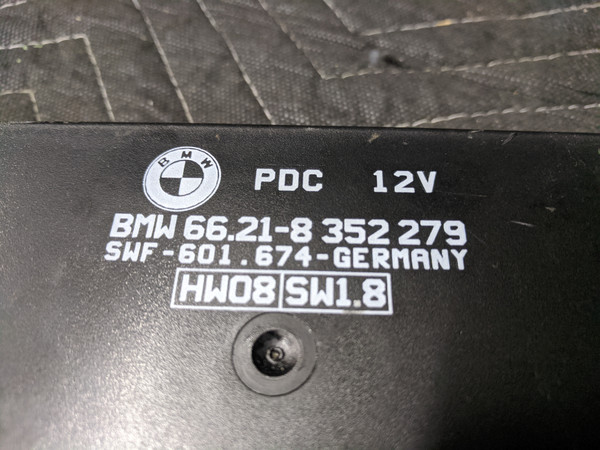 BMW
PDC 12V
BMW 66.21-8 352 279
SWF-601.674-GERMANY
HW08 SW1.8